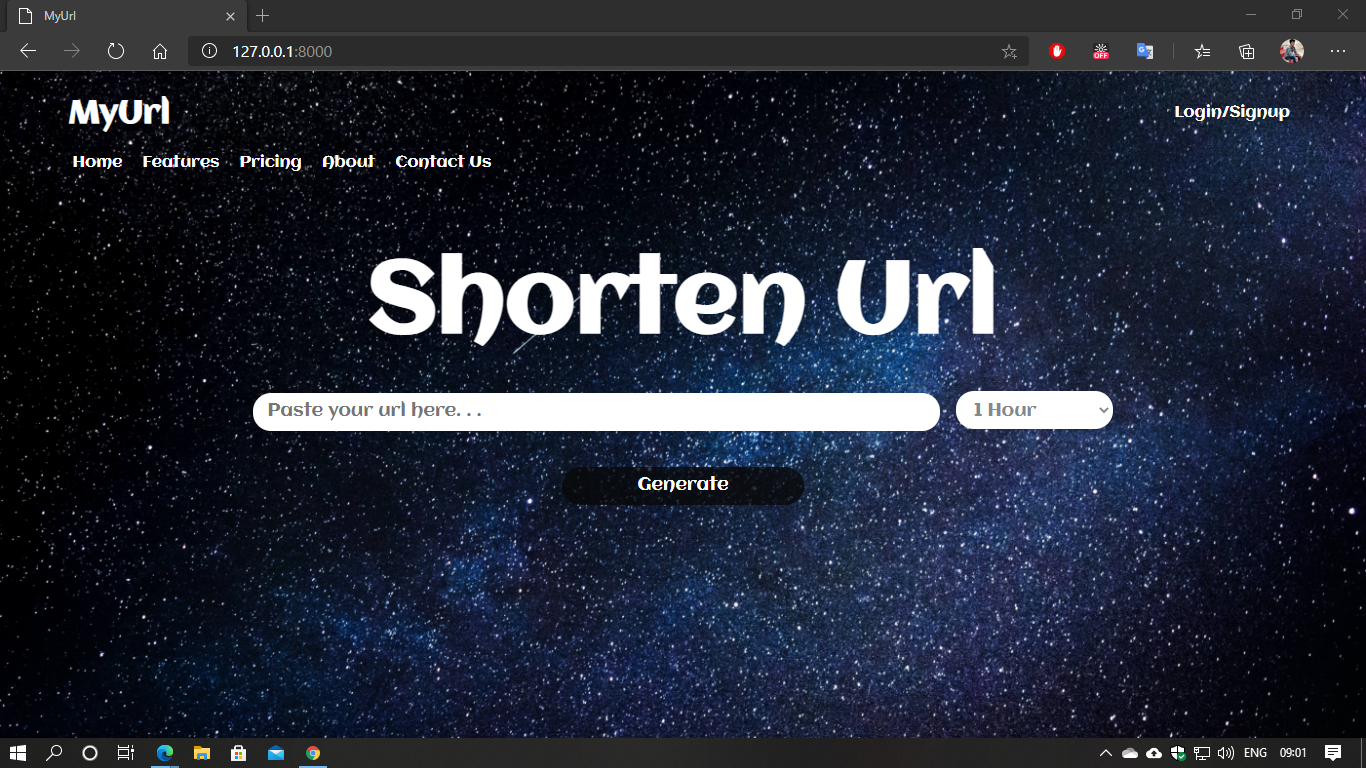 MyUrl
127.0.0.1:8000
OFF
MyUrl
Login/Signup
Home Features Pricing About Contact Us
Shorten Url
Paste your url here. . .
1 Hour
Generate
ENG 09:01